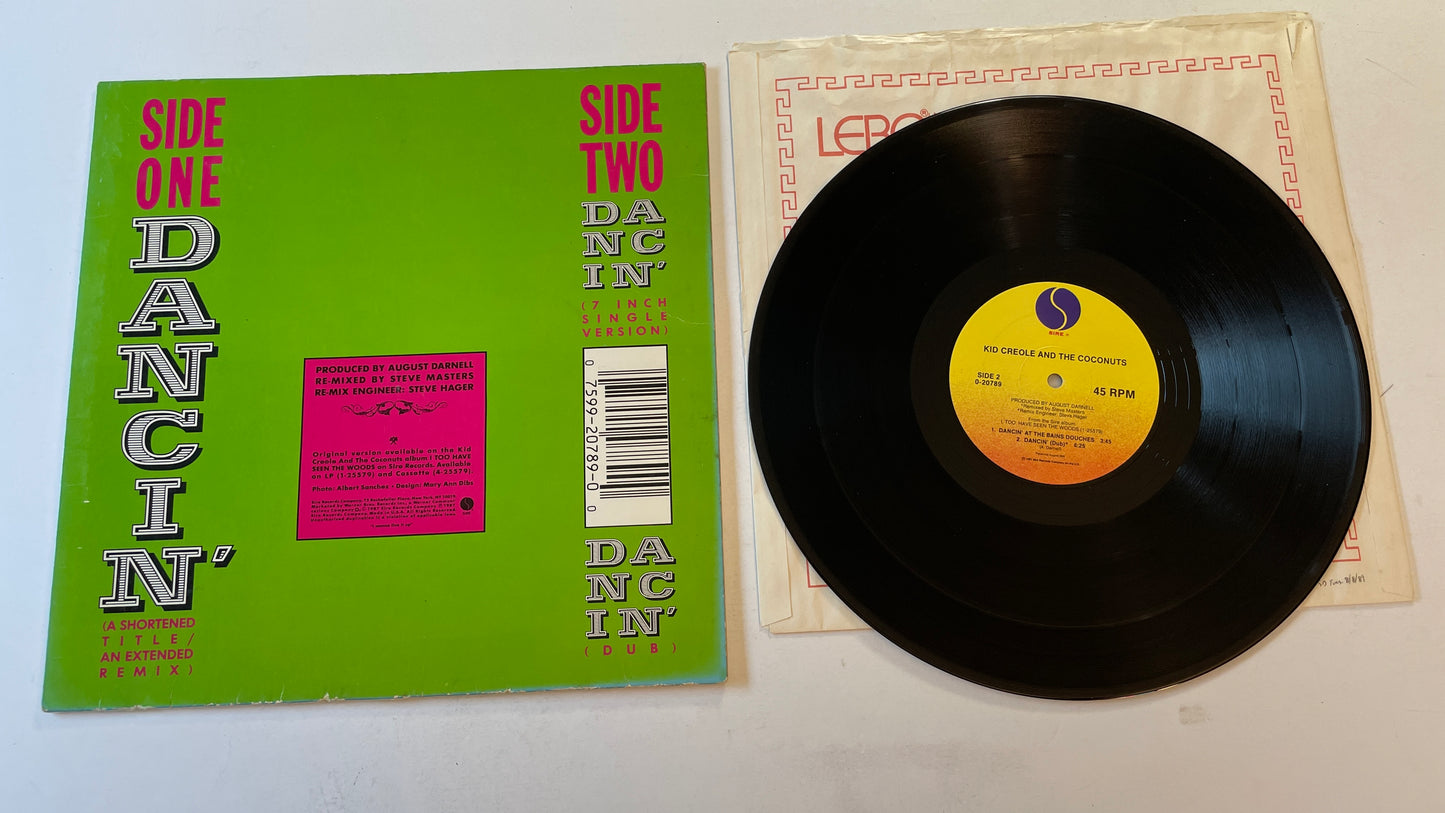 SIDE
ONE
DANCIN'
(A SHORTENED
TITLE/
AN EXTENDED
REMIX)
PRODUCED BY AUGUST DARNELL
RE-MIXED BY STEVE MASTERS
RE-MIX ENGINEER: STEVE HAGER
Original version available on the Kid
Creole And The Coconuts album I TOO HAVE
SEEN THE WOODS on Sire Records. Available
on LP (1-25579) and Cassette (4-25579).
Photo: Albert Sanchez • Design: Mary Ann Dibs
SIDE
TWO
DA
NC
IN'
(7 INCH
SINGLE
VERSION)
0 7599-20789-0 0
DA
NC
IN'
(DUB)
SIRE
KID CREOLE AND THE COCONUTS
SIDE 2
0-20789
45 RPM
PRODUCED BY AUGUST DARNELL
*Remixed by Steve Masters
*Remix Engineer: Steve Hager
From the Sire album
I, TOO, HAVE SEEN THE WOODS (1-25579)
1. DANCIN' AT THE BAINS DOUCHES 3:45
2. DANCIN' (Dub)* 6:25